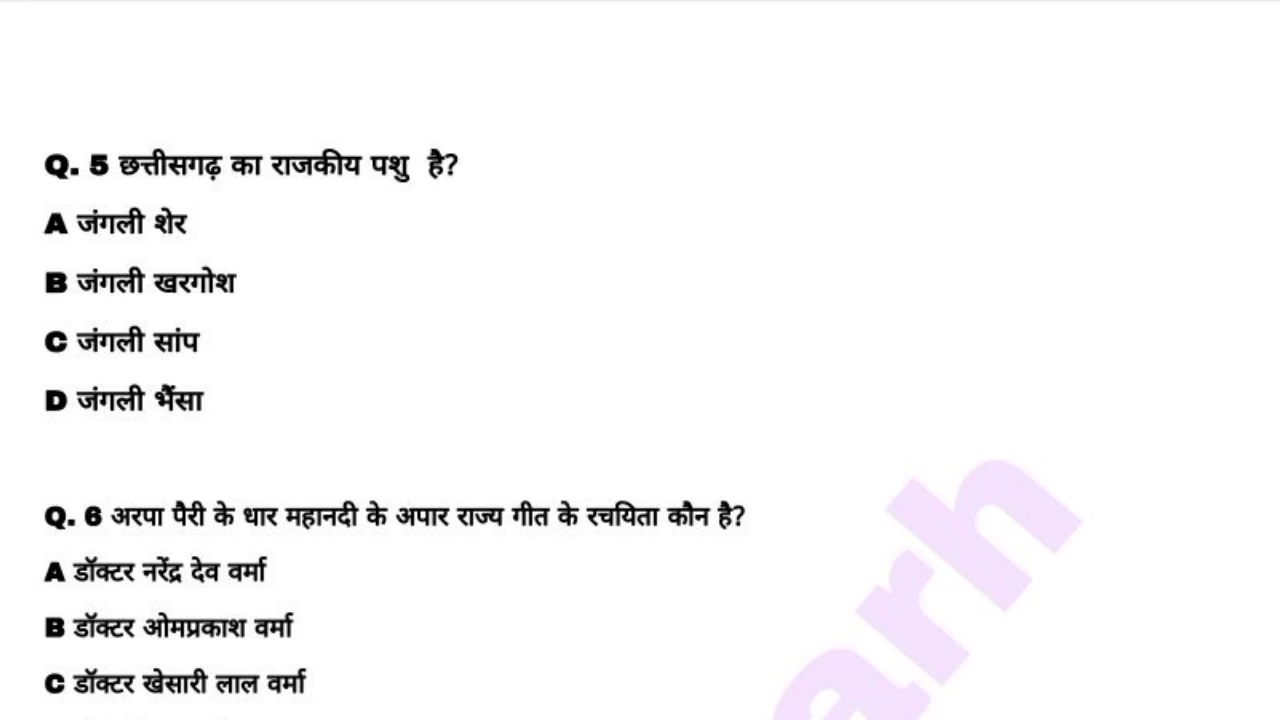 Q. 5 छत्तीसगढ़ का राजकीय पशु है?
A जंगली शेर
B जंगली खरगोश
C जंगली सांप
D जंगली भैंसा
Q. 6 अरपा पैरी के धार महानदी के अपार राज्य गीत के रचयिता कौन है?
A डॉक्टर नरेंद्र देव वर्मा
B डॉक्टर ओमप्रकाश वर्मा
C डॉक्टर खेसारी लाल वर्मा
arh